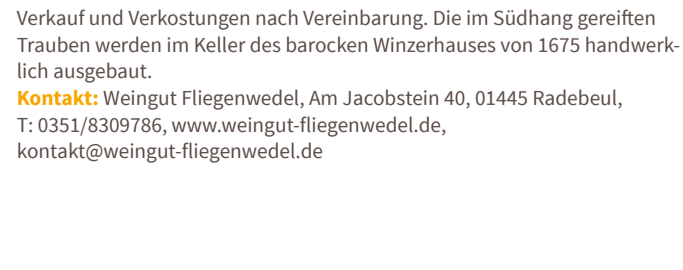 Verkauf und Verkostungen nach Vereinbarung. Die im Südhang gereiften
Trauben werden im Keller des barocken Winzerhauses von 1675 handwerk-
lich ausgebaut.
Kontakt: Weingut Fliegenwedel, Am Jacobstein 40, 01445 Radebeul,
T: 0351/8309786, www.weingut-fliegenwedel.de,
kontakt@weingut-fliegenwedel.de